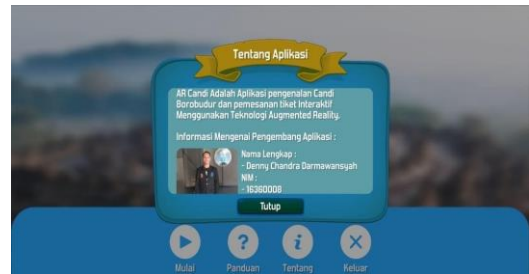 Tentang Aplikasi
AR Candi Adalah Aplikasi pengenalan Candi
Borobudur dan pemesanan tiket Interaktif
Menggunakan Teknologi Augmented Reality.
Informasi Mengenai Pengembang Aplikasi :
Nama Lengkap :
- Denny Chandra Darmawansyah
NIM :
- 16360008
Tutup
Mulai Panduan Tentang Keluar